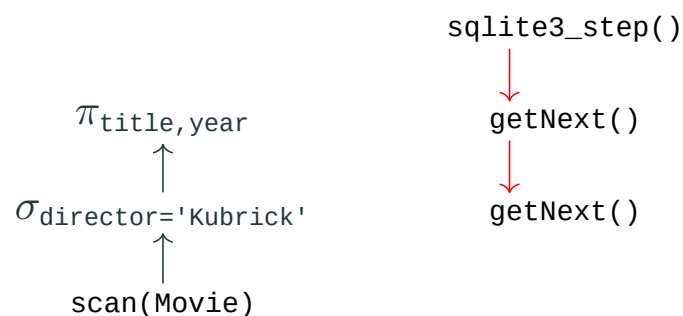 sqlite3_step()
π title,year
getNext()
σ director='Kubrick'
getNext()
scan(Movie)